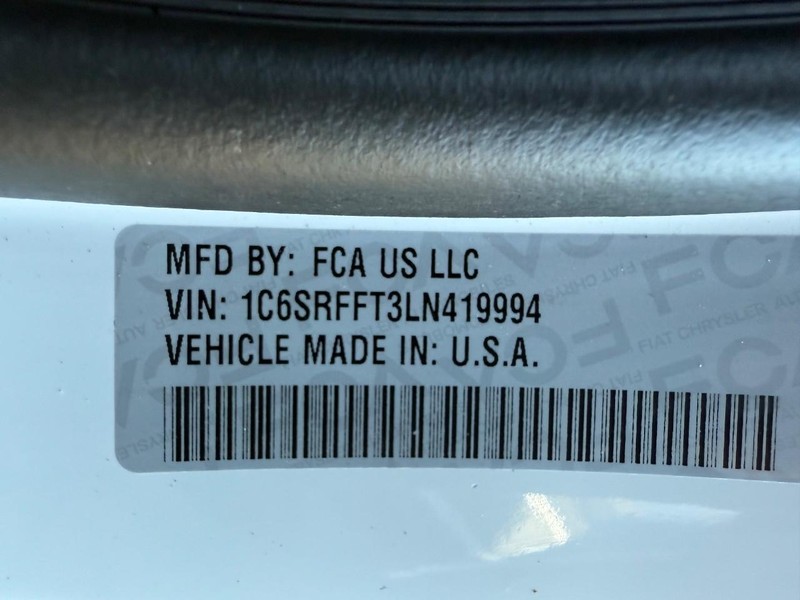 MFD BY: FCA US LLC
VIN: 1C6SRFFT3LN419994
VEHICLE MADE IN: U.S.A.